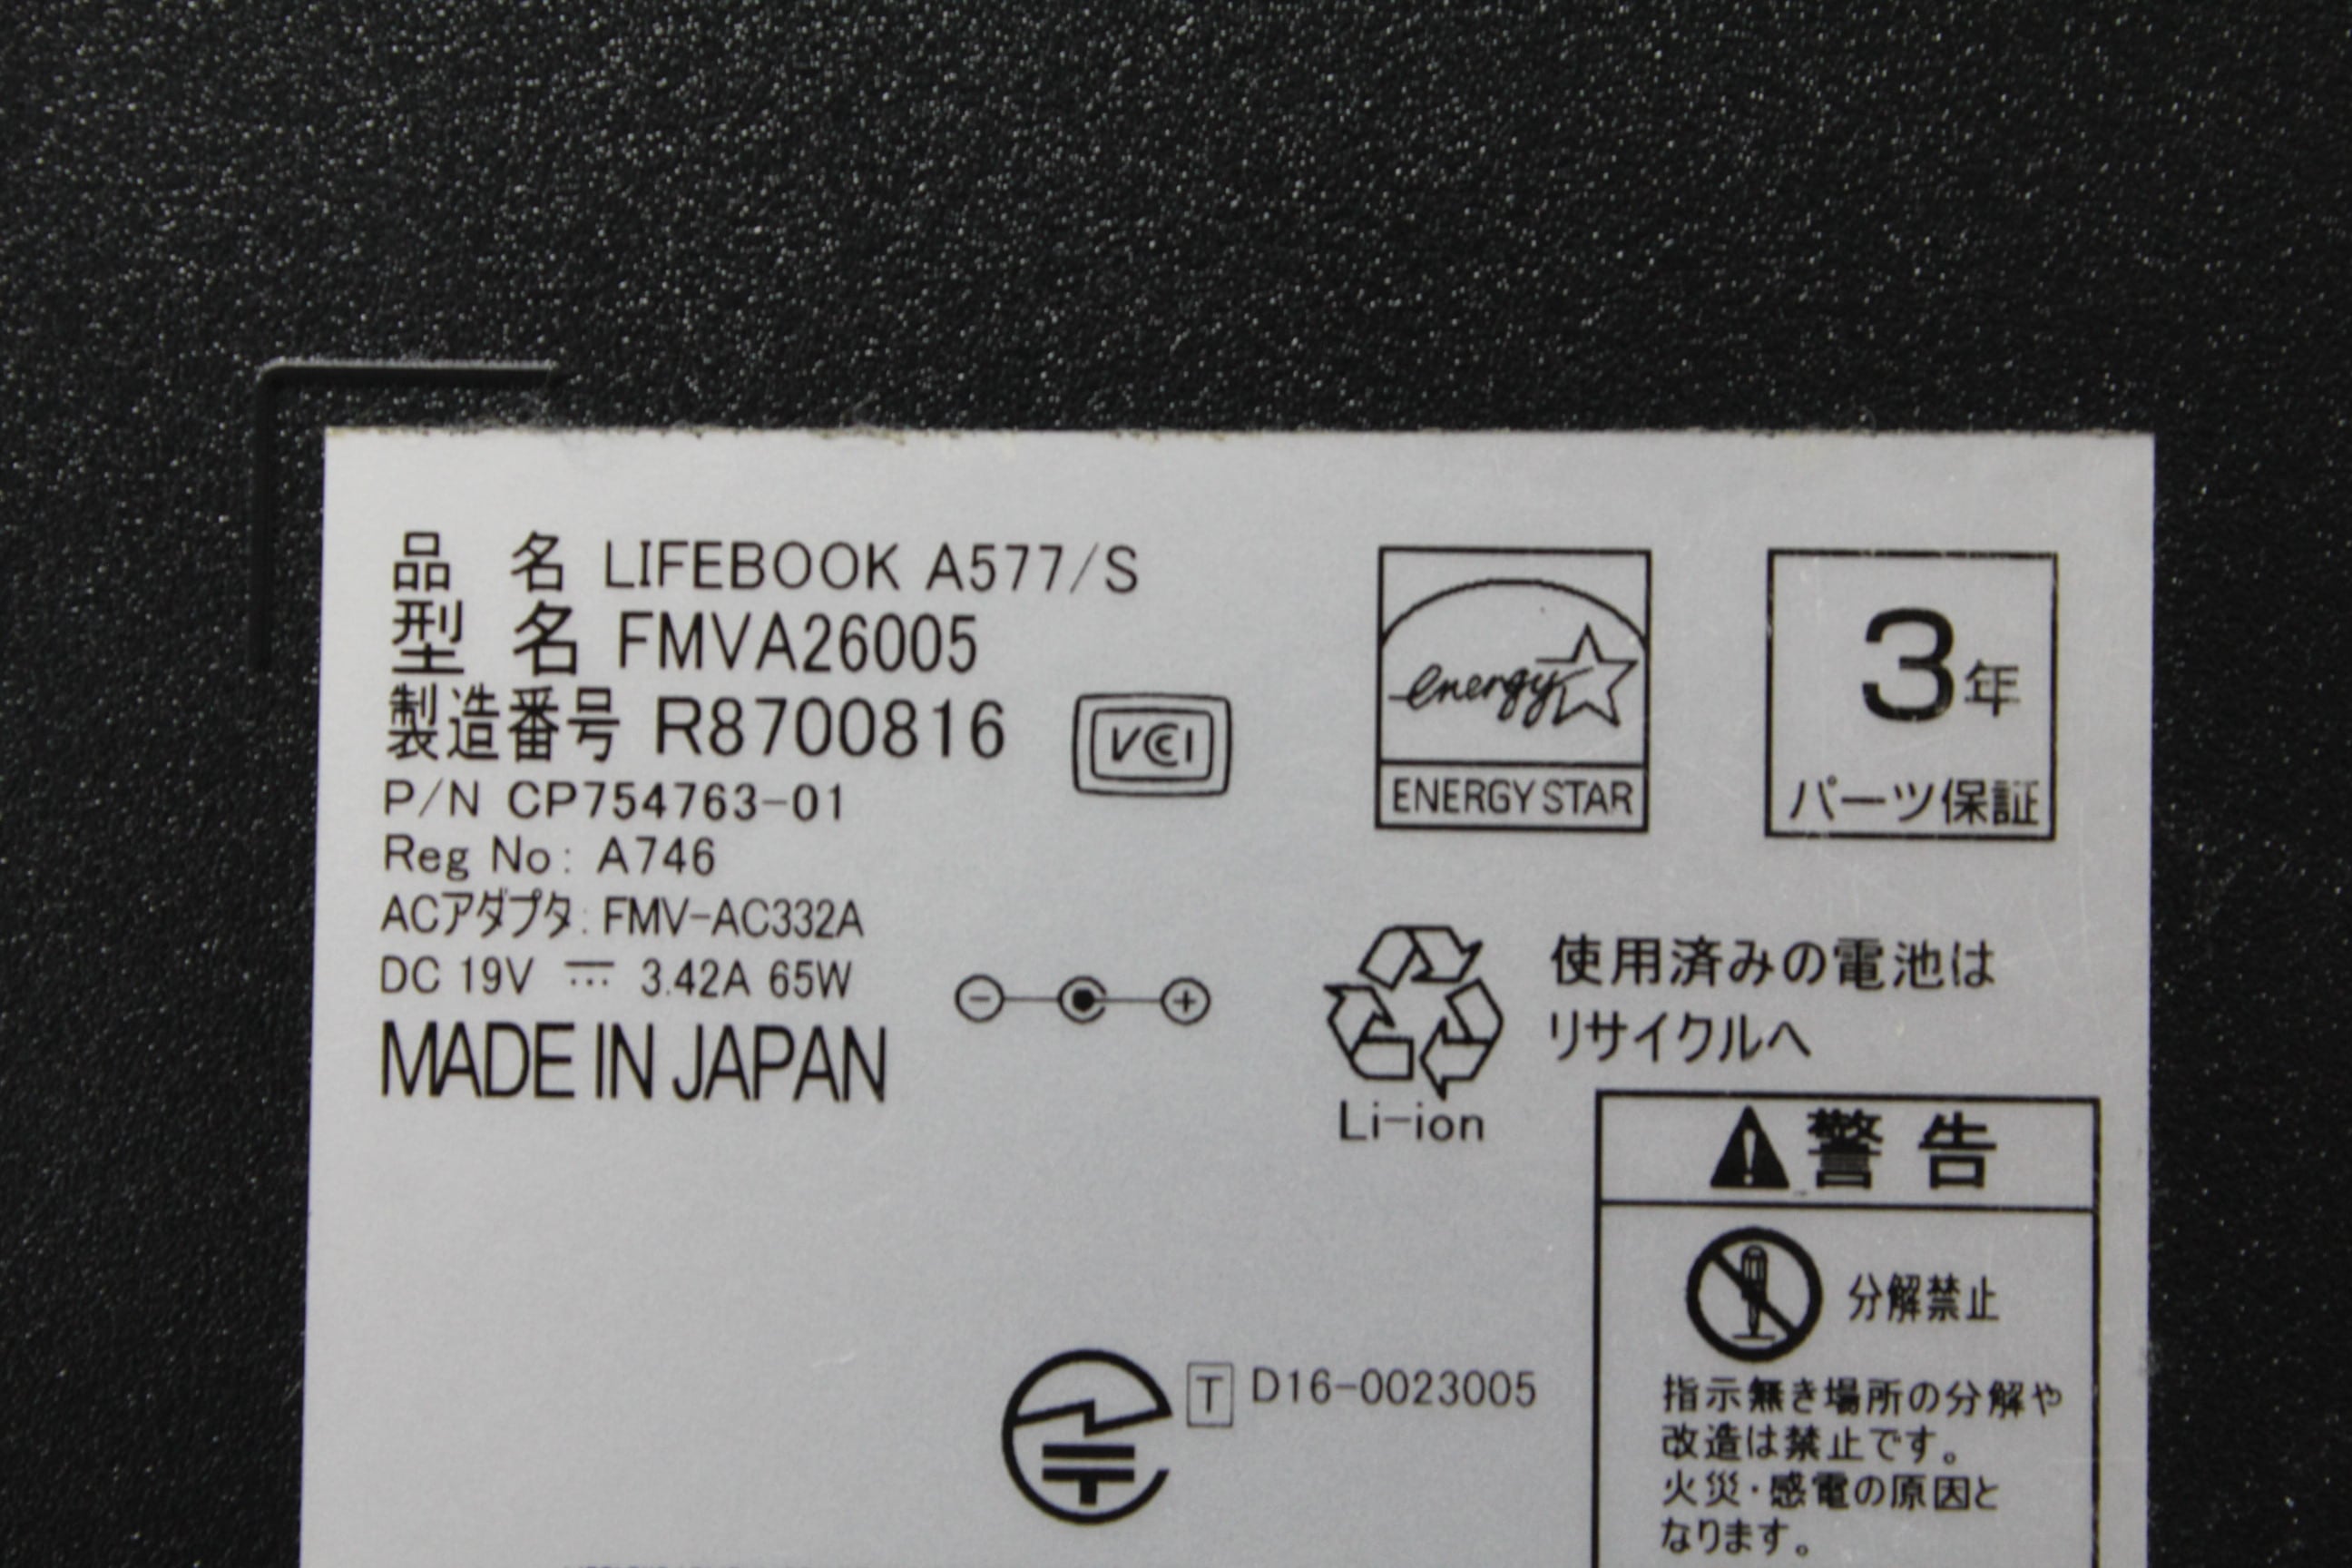 品 名 LIFEBOOK A577/S
型 名 FMVA26005
製造番号 R8700816
VCCI
P/N CP754763-01
Reg No: A746
ACアダプタ: FMV-AC332A
DC 19V ⎓ 3.42A 65W
MADE IN JAPAN
energy
ENERGY STAR
3年
パーツ保証
使用済みの電池は
リサイクルへ
Li-ion
警 告
分解禁止
指示無き場所の分解や
改造は禁止です。
火災・感電の原因と
なります。
T D16-0023005